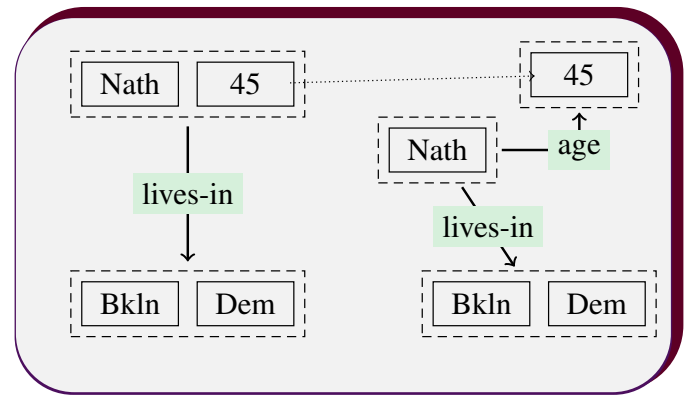 Nath 45
lives-in
Bkln Dem
45
Nath
age
lives-in
Bkln Dem